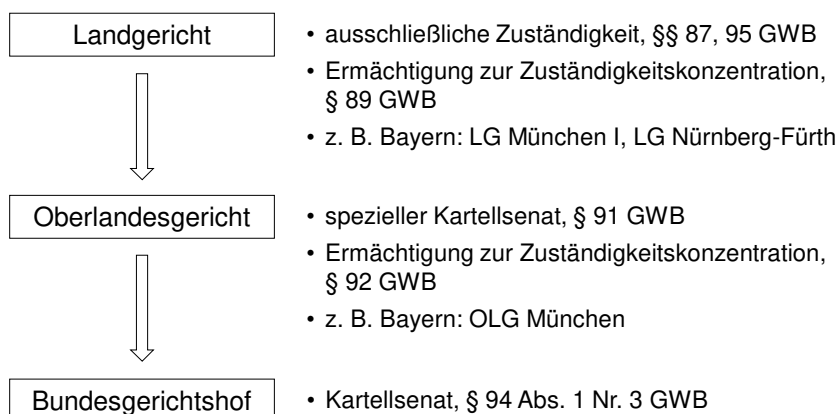 Landgericht
• ausschließliche Zuständigkeit, §§ 87, 95 GWB
• Ermächtigung zur Zuständigkeitskonzentration,
§ 89 GWB
• z. B. Bayern: LG München I, LG Nürnberg-Fürth
Oberlandesgericht
• spezieller Kartellsenat, § 91 GWB
• Ermächtigung zur Zuständigkeitskonzentration,
§ 92 GWB
• z. B. Bayern: OLG München
Bundesgerichtshof
• Kartellsenat, § 94 Abs. 1 Nr. 3 GWB